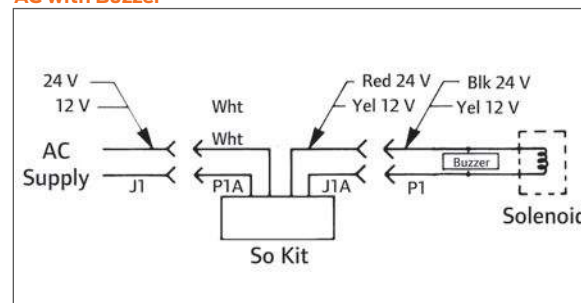 AC with Buzzer
24 V
12 V
Wht
Wht
Red 24 V
Yel 12 V
Blk 24 V
Yel 12 V
AC
Supply
J1
P1A
J1A
P1
Buzzer
Solenoid
So Kit